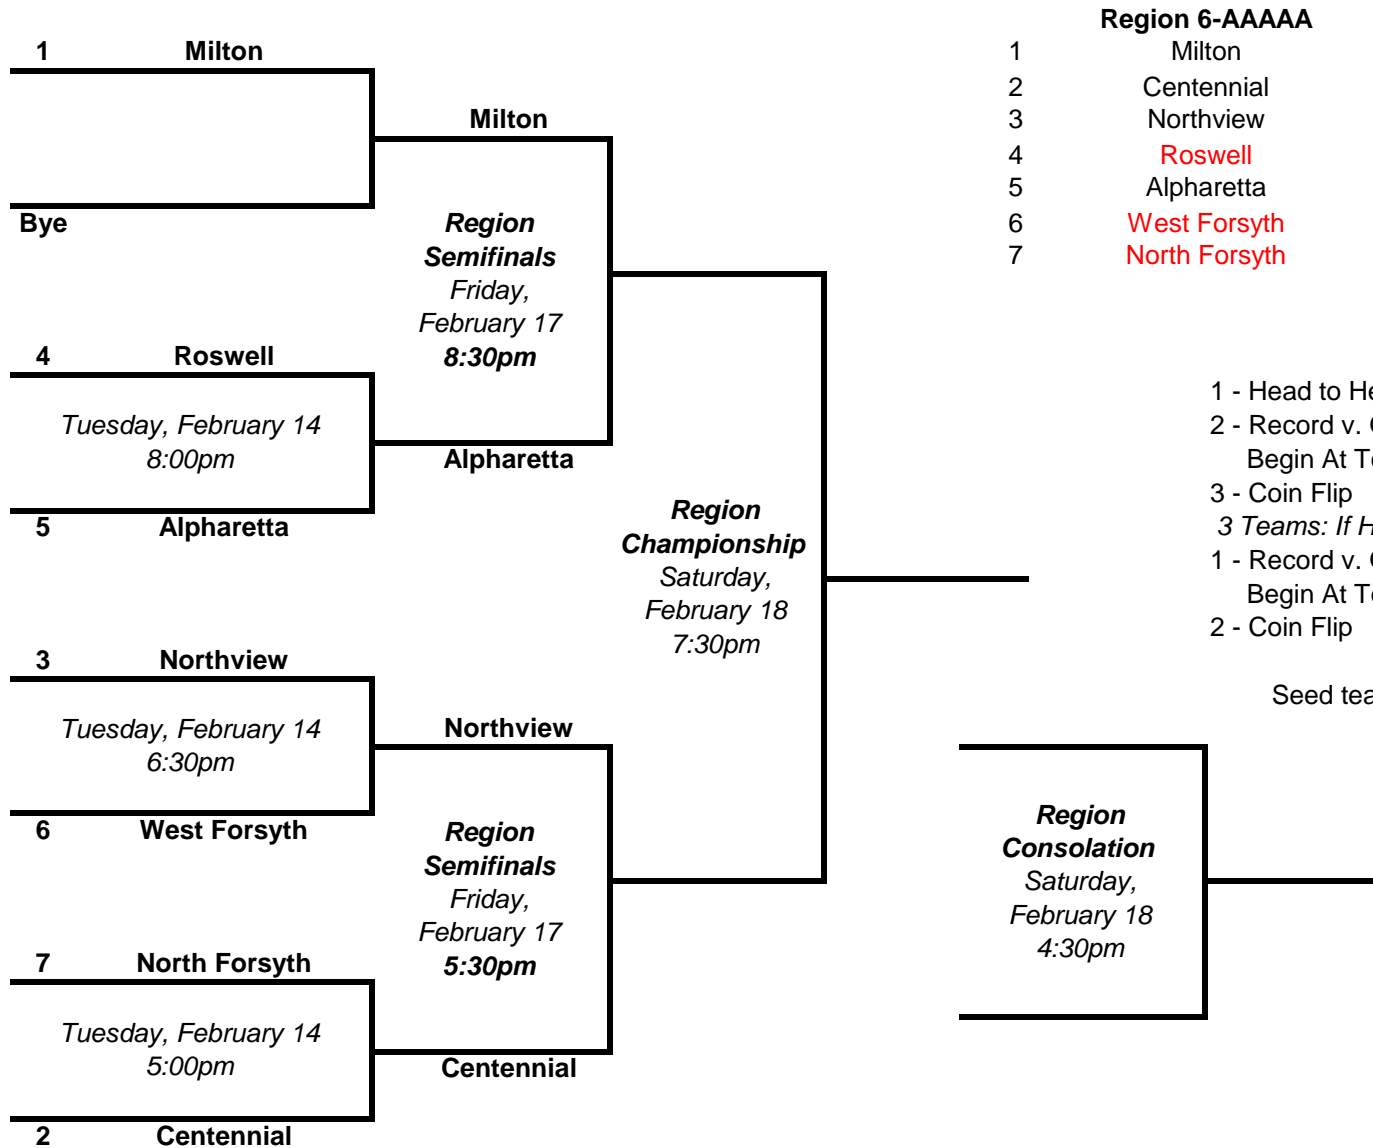 Region 6-AAAAA
1 Milton
2 Centennial
3 Northview
4 Roswell
5 Alpharetta
6 West Forsyth
7 North Forsyth
1 Milton
Bye
4 Roswell
Tuesday, February 14
8:00pm
5 Alpharetta
3 Northview
Tuesday, February 14
6:30pm
6 West Forsyth
7 North Forsyth
Tuesday, February 14
5:00pm
2 Centennial
Milton
Region
Semifinals
Friday,
February 17
8:30pm
Alpharetta
Northview
Region
Semifinals
Friday,
February 17
5:30pm
Centennial
Region
Championship
Saturday,
February 18
7:30pm
1 - Head to
2 - Record v.
Begin At
3 - Coin Flip
3 Teams: If
1 - Record v.
Begin At
2 - Coin Flip
Seed
Region
Consolation
Saturday,
February 18
4:30pm